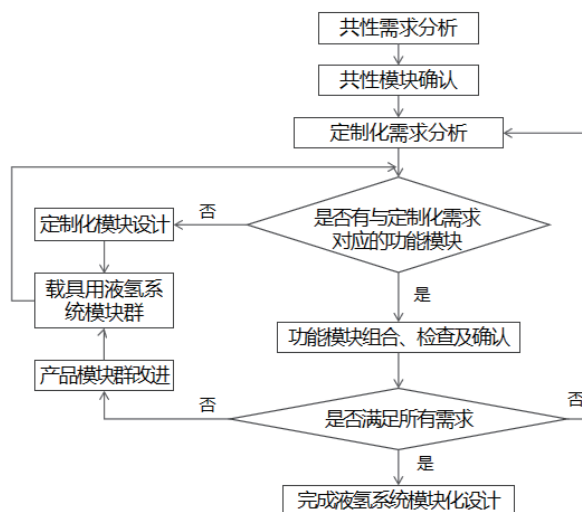 共性需求分析
共性模块确认
定制化需求分析
是否有与定制化需求
对应的功能模块
否
定制化模块设计
载具用液氢系
统模块群
是
功能模块组合、检查及确认
产品模块群改进
否
是否满足所有需求
否
是
完成液氢系统模块化设计